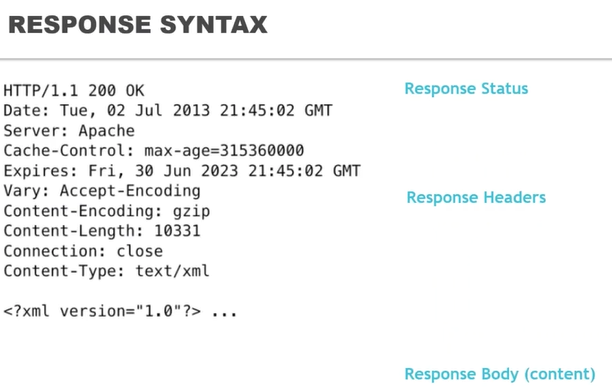 RESPONSE SYNTAX
HTTP/1.1 200 OK
Response Status
Date: Tue, 02 Jul 2013 21:45:02 GMT
Server: Apache
Cache-Control: max-age=315360000
Expires: Fri, 30 Jun 2023 21:45:02 GMT
Vary: Accept-Encoding
Response Headers
Content-Encoding: gzip
Content-Length: 10331
Connection: close
Content-Type: text/xml
<?xml version="1.0"?> ...
Response Body (content)